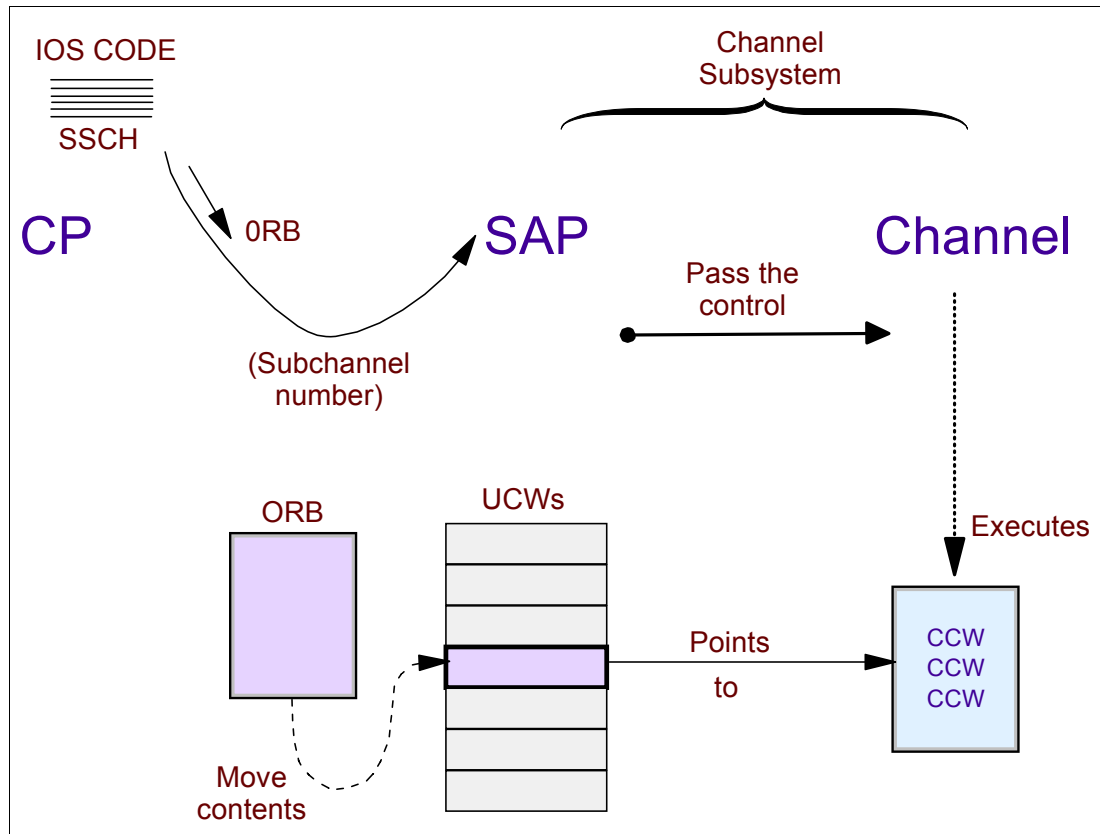 IOS CODE
SSCH
Channel
Subsystem
0RB
CP
SAP
Channel
Pass the
control
(Subchannel
number)
UCWs
ORB
Executes
Points
to
CCW
CCW
CCW
Move
contents